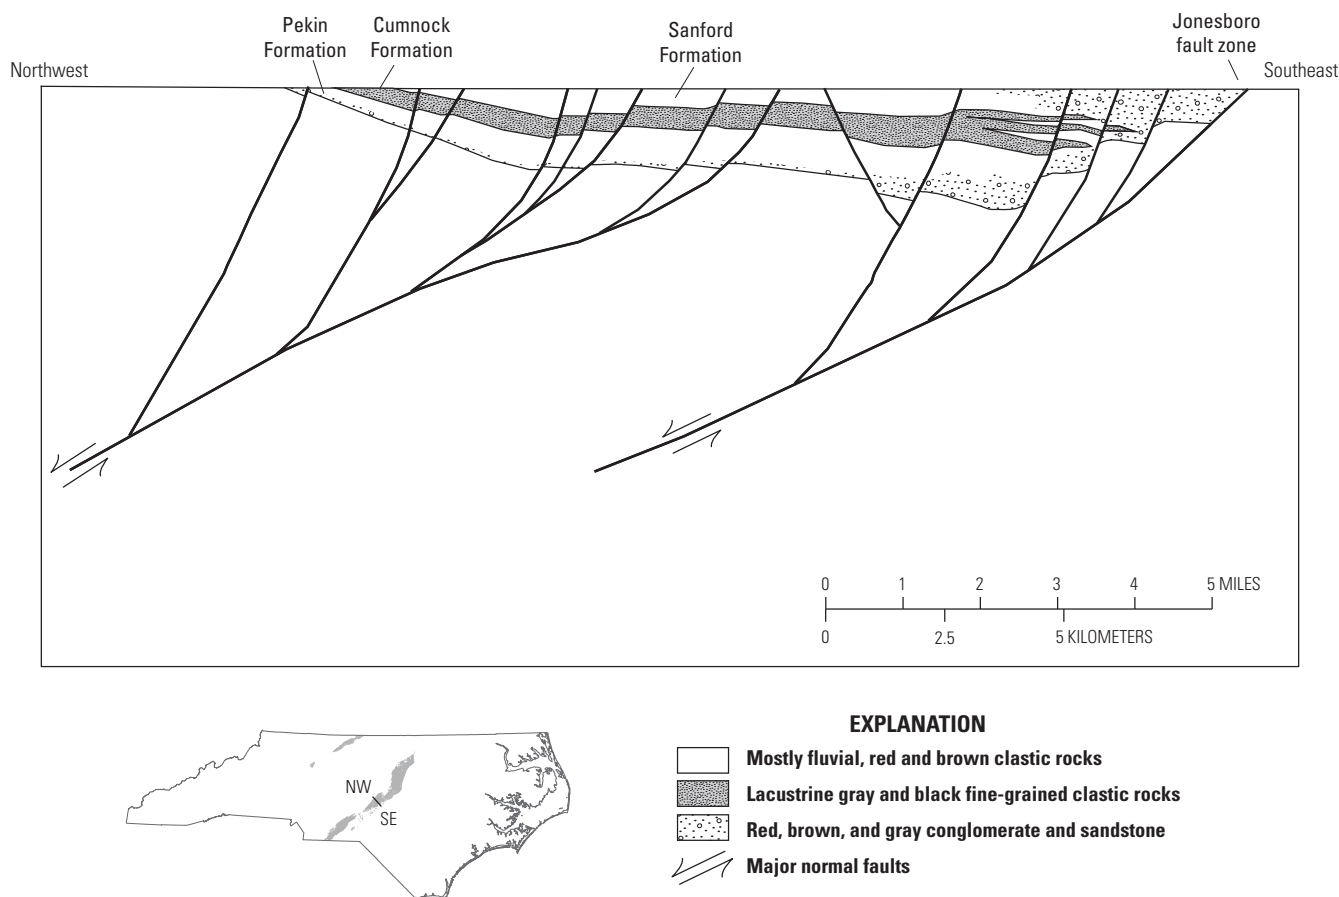 Pekin
Formation
Cumnock
Formation
Sanford
Formation
Jonesboro
fault zone
Northwest
Southeast
0 1 2 3 4 5 MILES
0 2.5 5 KILOMETERS
NW
SE
EXPLANATION
Mostly fluvial, red and brown clastic rocks
Lacustrine gray and black fine-grained clastic rocks
Red, brown, and gray conglomerate and sandstone
Major normal faults